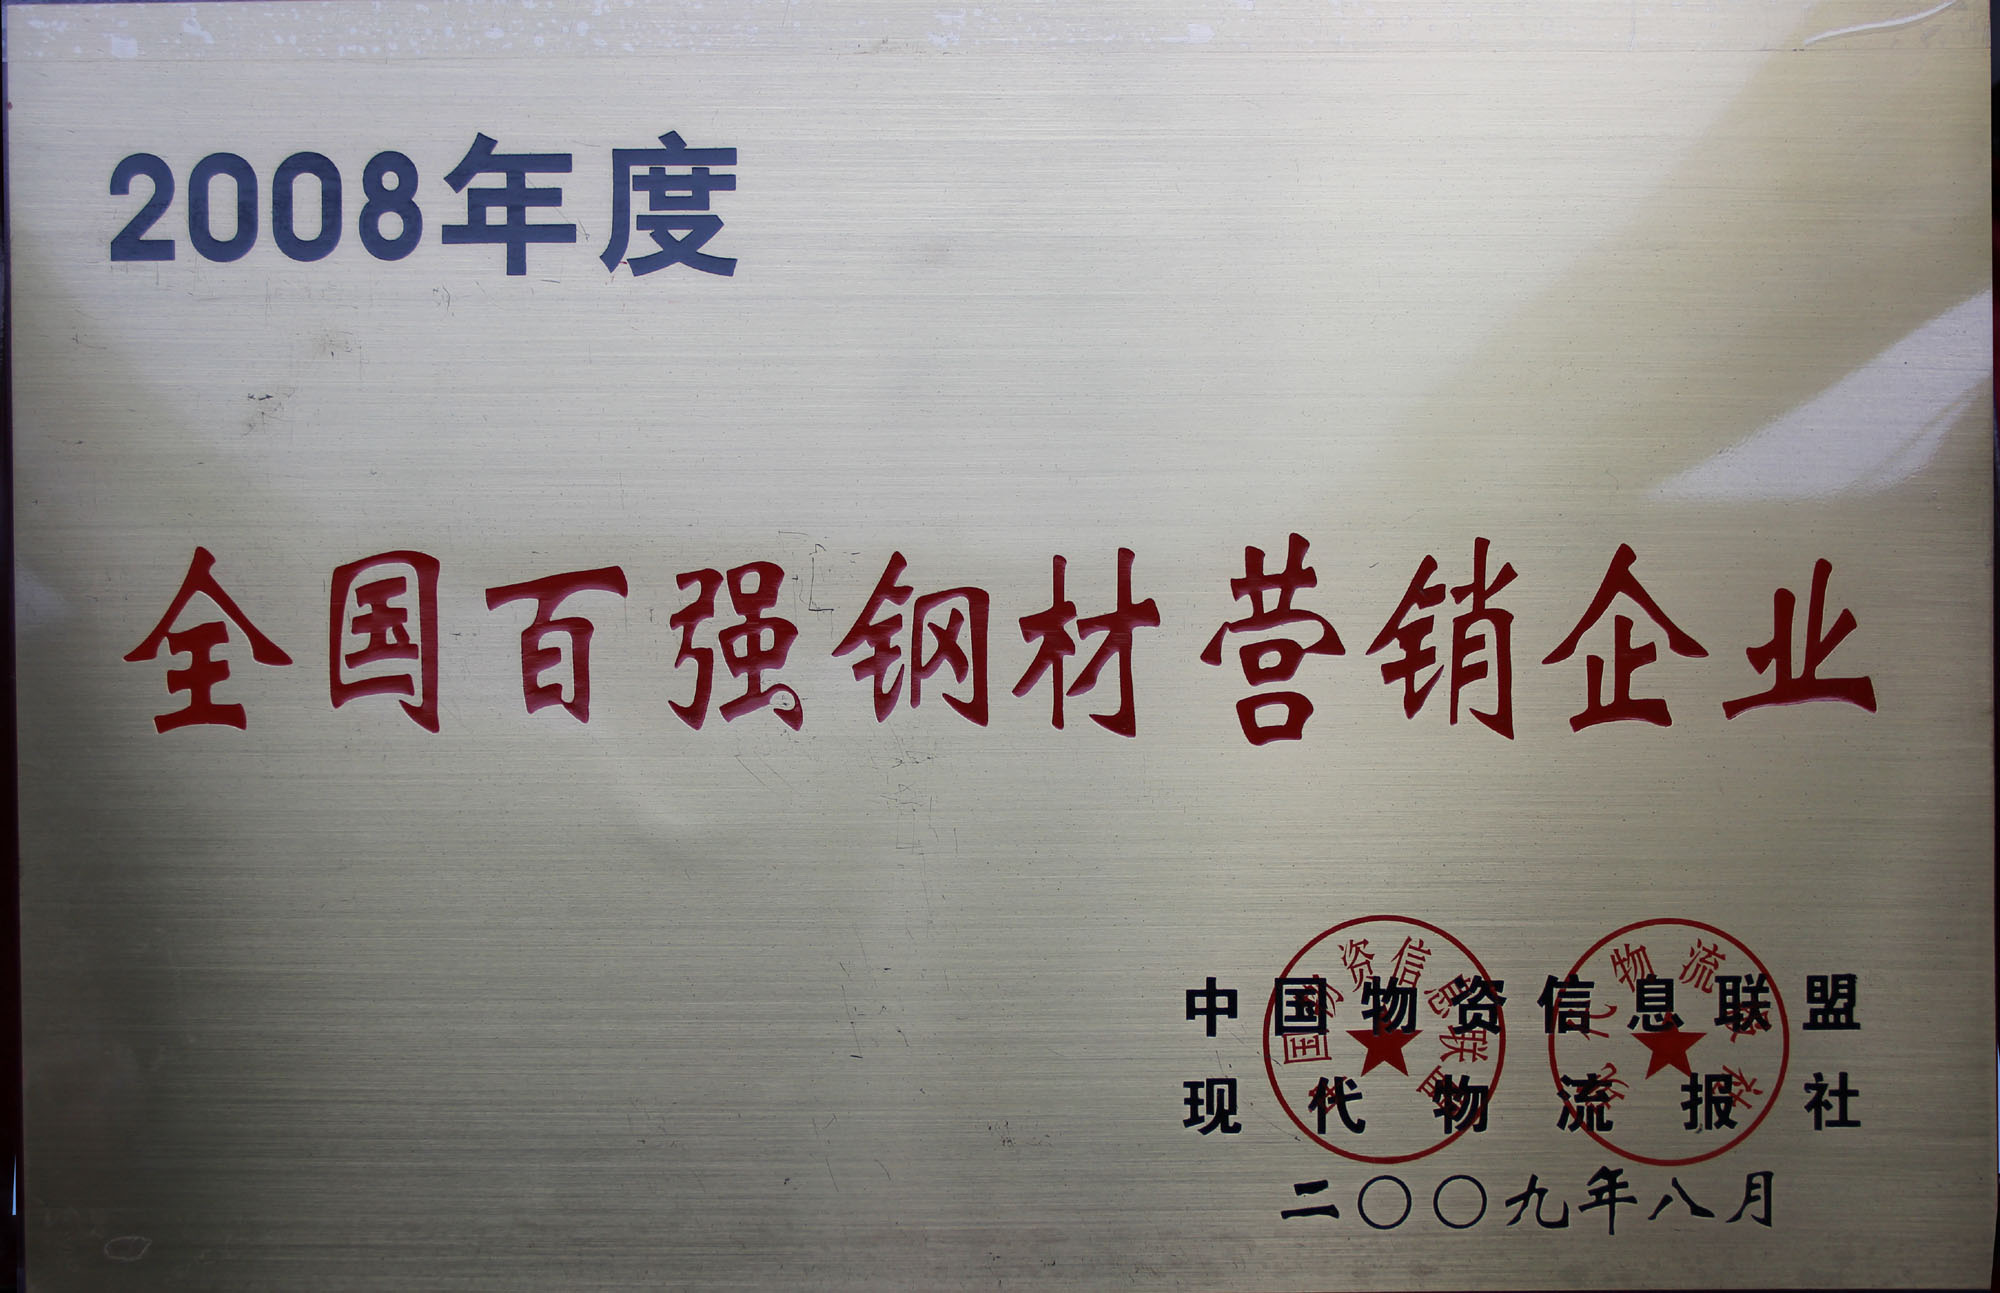 2008年度
全国百强钢材营销企业
中国物资信息联盟
现代物流报社
二〇〇九年八月